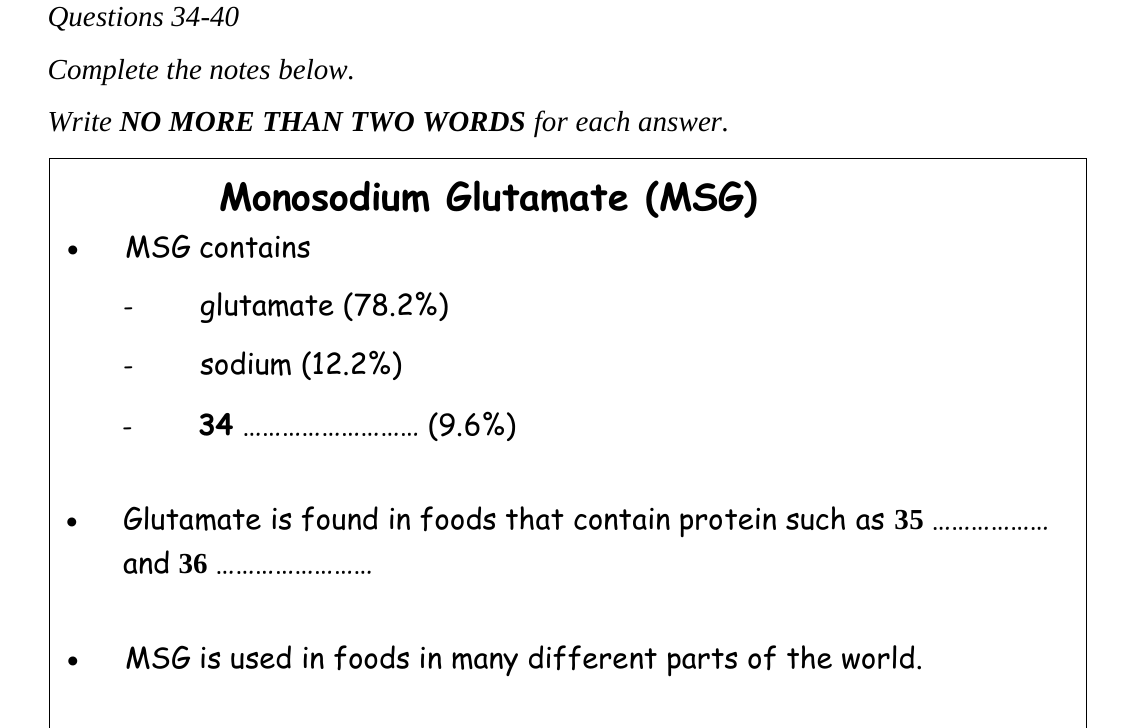 Questions 34-40
Complete the notes below.
Write NO MORE THAN TWO WORDS for each answer.
Monosodium Glutamate (MSG)
• MSG contains
- glutamate (78.2%)
- sodium (12.2%)
- 34 ........................... (9.6%)
• Glutamate is found in foods that contain protein such as 35 ..................
and 36 ........................
• MSG is used in foods in many different parts of the world.